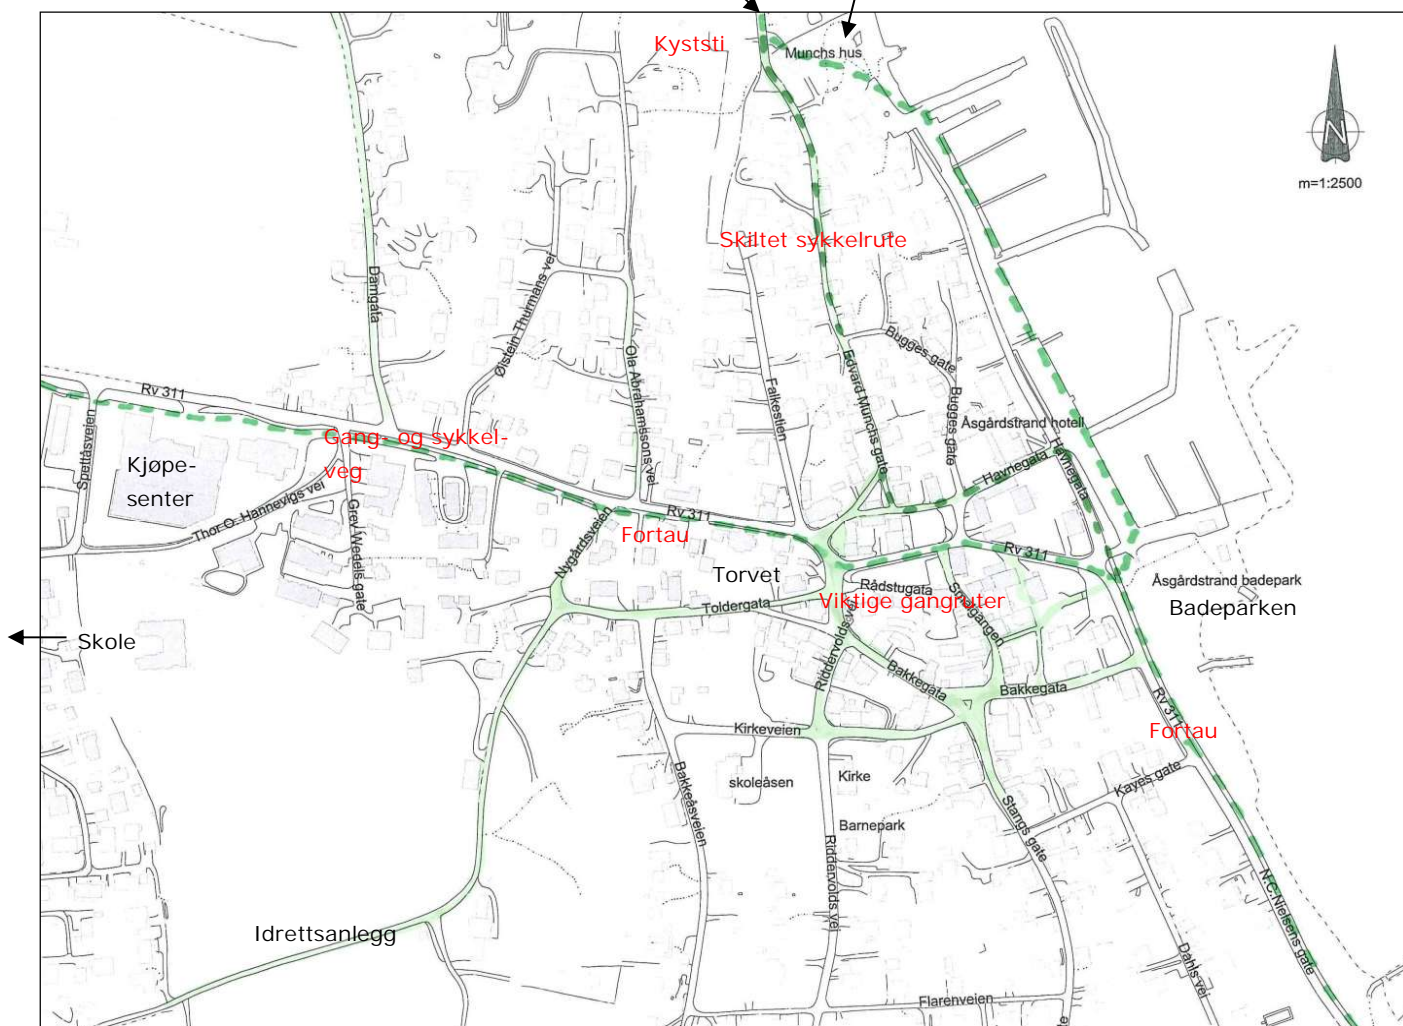 Kyststi
Munchs hus
N
m=1:2500
Skiltet sykkelrute
Damgata
Øistein Thurmans vei
Ola Abrahamssons vei
Falkestien
Edvard Munchs gate
Bugges gate
Bugges gate
Rv 311
Spettåsveien
Kjøpe-
senter
Gang- og sykkel-
veg
Thor O. Hannevigs vei
Grev Wedels gate
Åsgårdstrand hotell
Havnegata
Havnegata
Rv 311
Fortau
Nygårdsveien
Torvet
Toldergata
Rådstugata
Viktige gangruter
Rv 311
Smalgangen
Åsgårdstrand badepark
Badeparken
Skole
Riddervolds vei
Bakkegata
Bakkegata
Rv 311
Fortau
Kirkeveien
skoleåsen
Kirke
Barnepark
Bakkeåsveien
Riddervolds vei
Stangs gate
Kayes gate
N.C.Nielsens gate
Dahls vei
Idrettsanlegg
Flarenveien